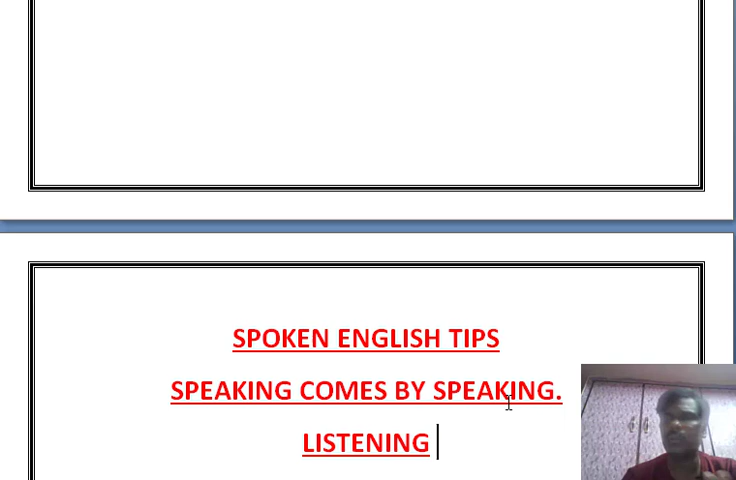 SPOKEN ENGLISH TIPS
SPEAKING COMES BY SPEAKING.
LISTENING